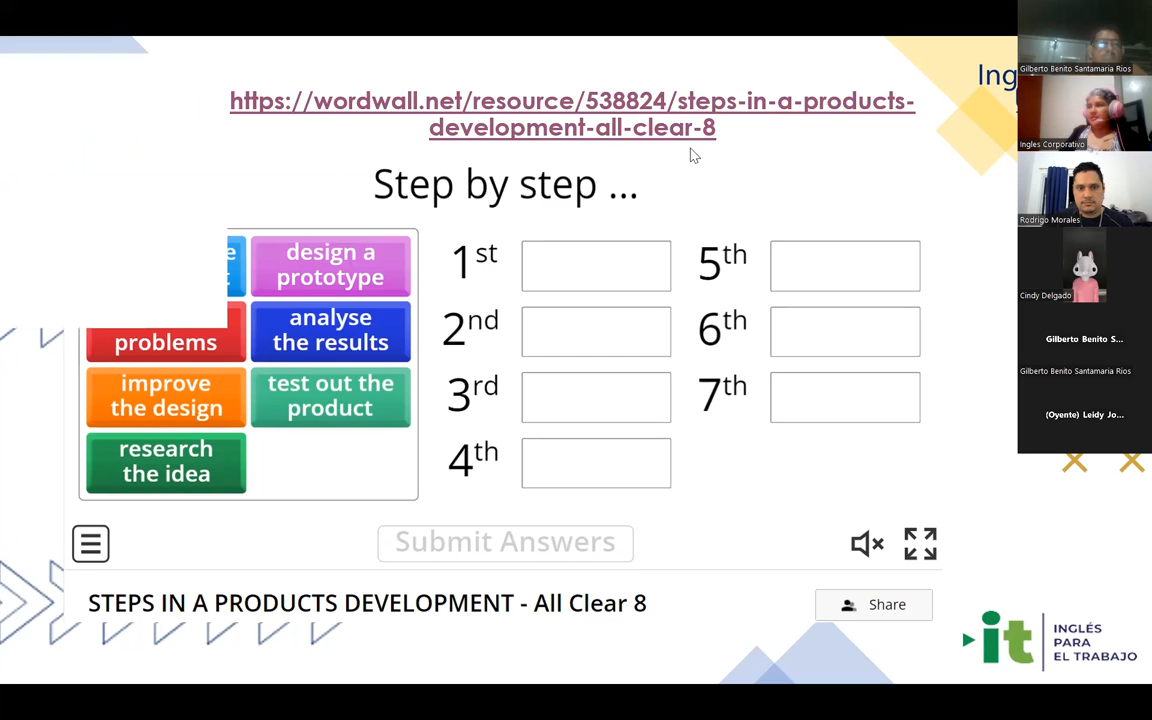 https://wordwall.net/resource/538824/steps-in-a-products-
development-all-clear-8
Ing
Step by step ...
design a
prototype
problems
analyse
the results
improve
the design
test out the
product
research
the idea
1st
2nd
3rd
4th
5th
6th
7th
Submit Answers
STEPS IN A PRODUCTS DEVELOPMENT - All Clear 8
Share
it
INGLÉS
PARA
EL TRABAJO
Gilberto Benito Santamaria Rios
Ingles Corporativo
Rodrigo Morales
Cindy Delgado
Gilberto Benito S...
Gilberto Benito Santamaria Rios
(Oyente) Leidy Jo...